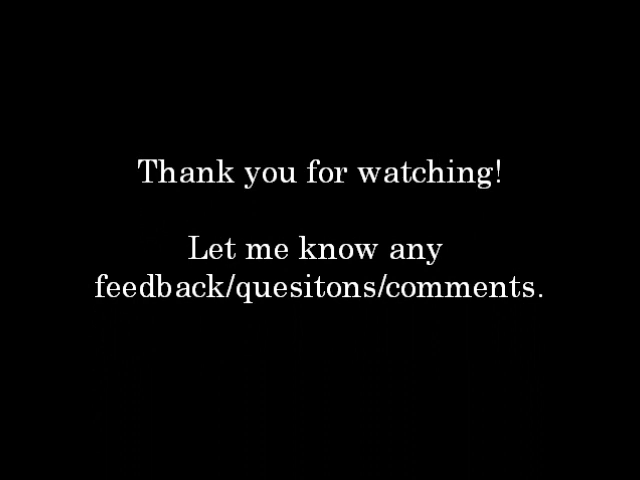 Thank you for watching!
Let me know any
feedback/quesitons/comments.